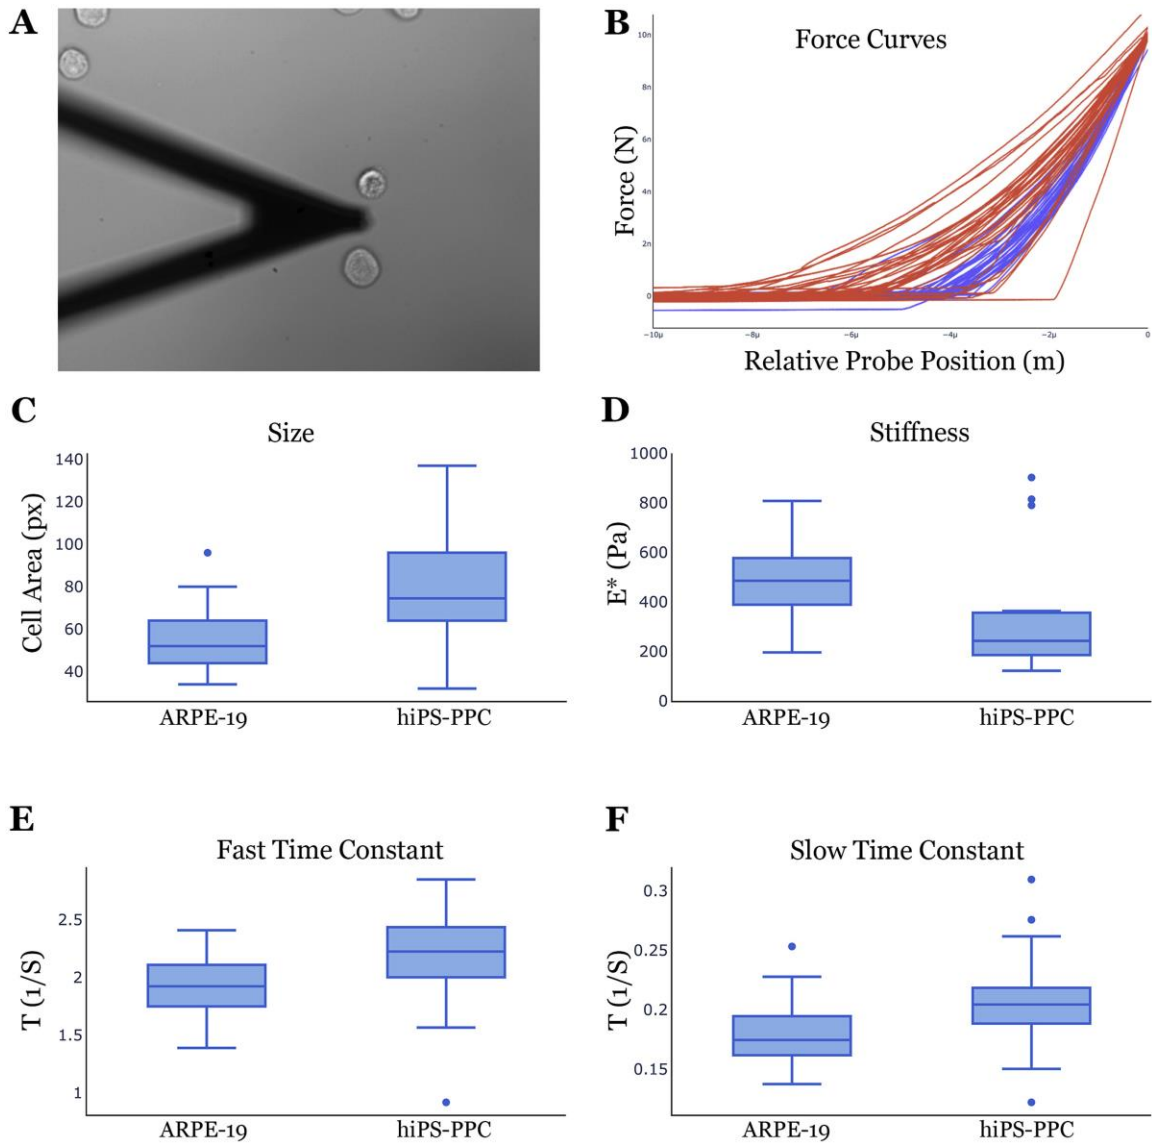 A
B
Force Curves
Force (N)
10n
8n
6n
4n
2n
0
−10μ
−8μ
−6μ
−4μ
−2μ
0
Relative Probe Position (m)
C
Size
Cell Area (px)
140
120
100
80
60
40
ARPE-19
hiPS-PPC
D
Stiffness
E* (Pa)
1000
800
600
400
200
0
ARPE-19
hiPS-PPC
E
Fast Time Constant
T (1/S)
2.5
2
1.5
1
ARPE-19
hiPS-PPC
F
Slow Time Constant
T (1/S)
0.3
0.25
0.2
0.15
ARPE-19
hiPS-PPC